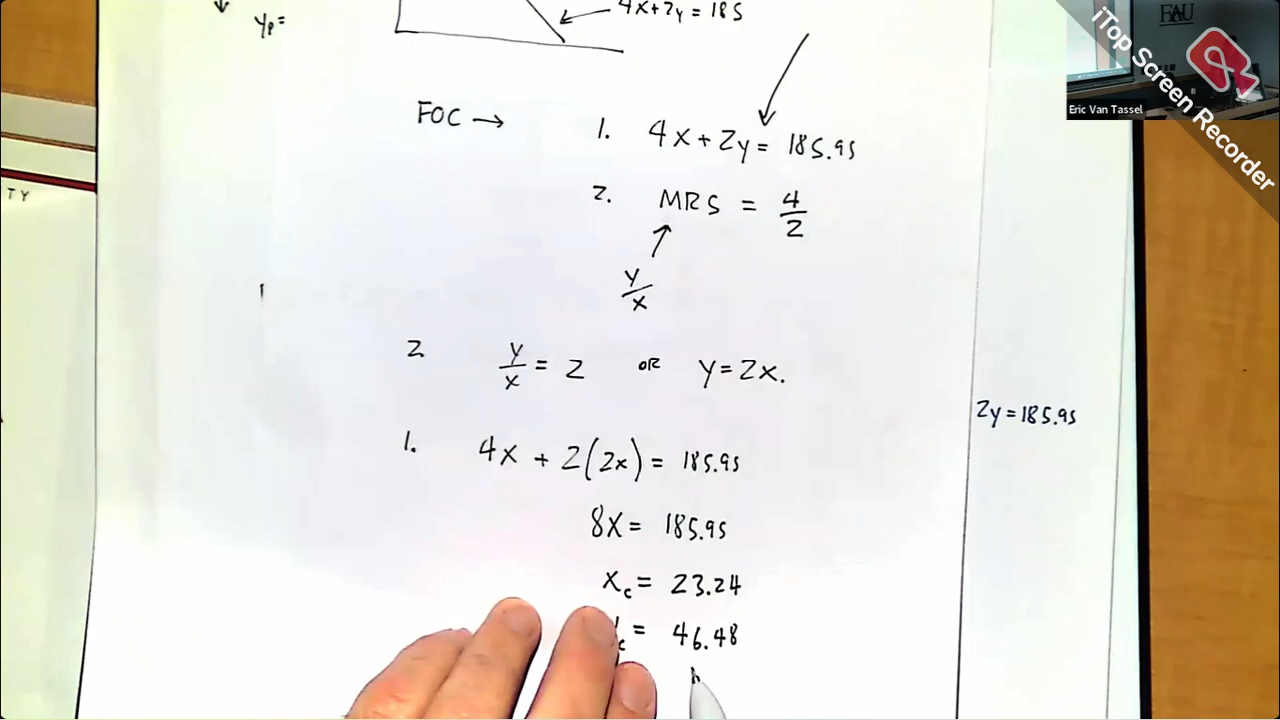 yp =
4x+2y = 185
FAU
iTop Screen Recorder
Eric Van Tassel
FOC →
1. 4x + 2y = 185.95
T Y
2. MRS = 4/2
y/x
2 y/x = 2 OR y = 2x.
2y = 185.95
1. 4x + 2(2x) = 185.95
8x = 185.95
xc = 23.24
c = 46.48